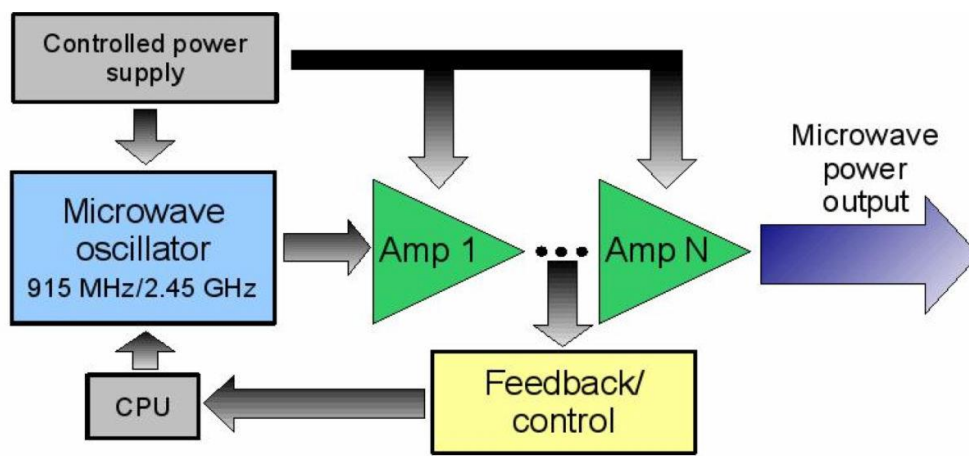 Controlled power
supply
Microwave
power
output
Microwave
oscillator
915 MHz/2.45 GHz
Amp 1
•••
Amp N
CPU
Feedback/
control